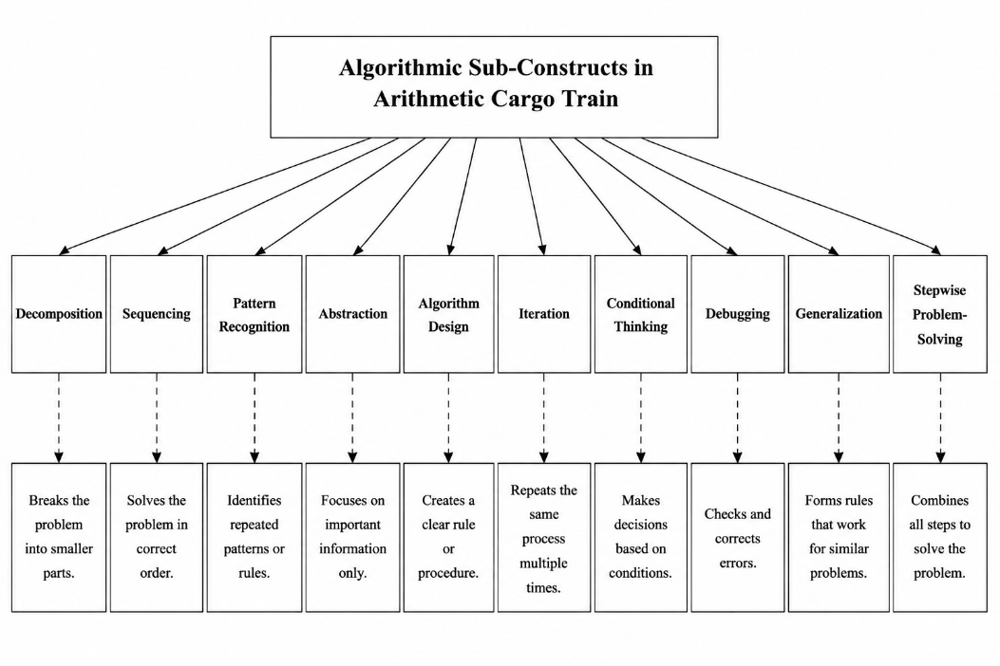 Algorithmic Sub-Constructs in
Arithmetic Cargo Train
Decomposition
Sequencing
Pattern
Recognition
Abstraction
Algorithm
Design
Iteration
Conditional
Thinking
Debugging
Generalization
Stepwise
Problem-
Solving
Breaks the
problem
into smaller
parts.
Solves the
problem in
correct
order.
Identifies
repeated
patterns or
rules.
Focuses on
important
information
only.
Creates a
clear rule
or
procedure.
Repeats the
same
process
multiple
times.
Makes
decisions
based on
conditions.
Checks and
corrects
errors.
Forms rules
that work
for similar
problems.
Combines
all steps to
solve the
problem.